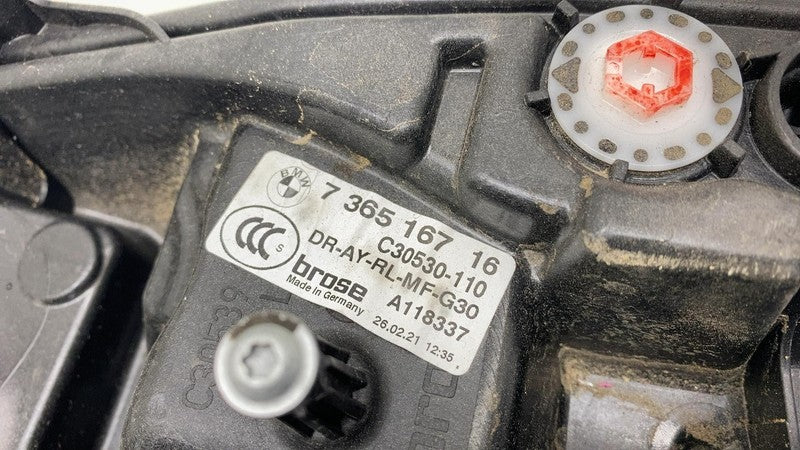 BMW
7 365 167 16
C30530-110
CCC S
DR-AY-RL-MF-G30
brose A118337
Made in Germany 26.02.21 12:35